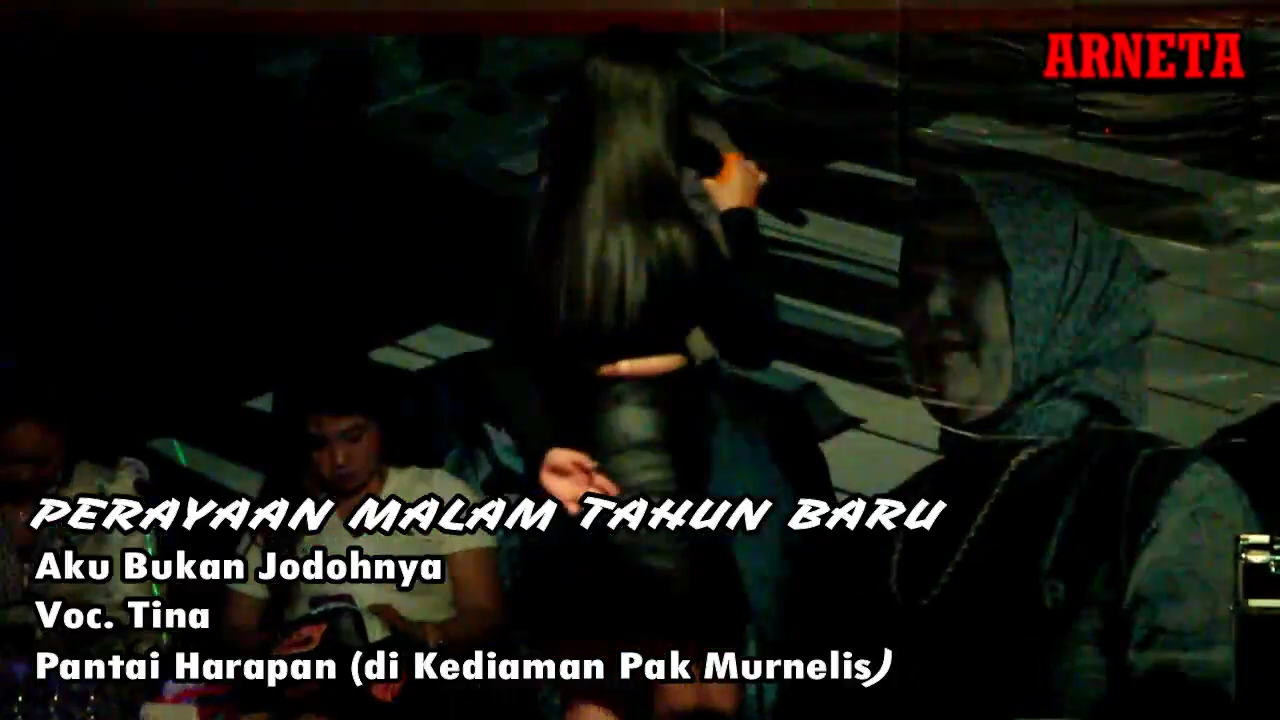 ARNETA
PERAYAAN MALAM TAHUN BARU
Aku Bukan Jodohnya
Voc. Tina
Pantai Harapan (di Kediaman Pak Murnelis)